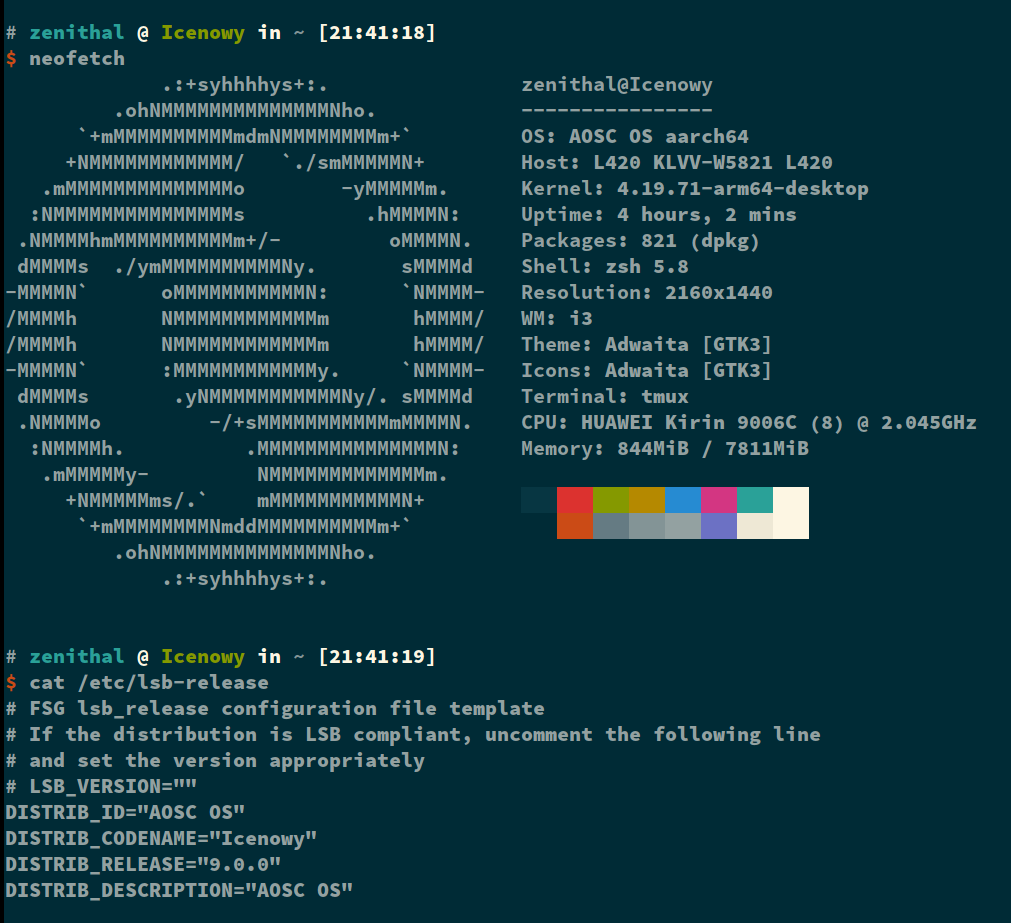 # zenithal @ Icenowy in ~ [21:41:18]
$ neofetch
             .:+syhhhhys+:.                zenithal@Icenowy
         .ohNMMMMMMMMMMMMMMNho.            ----------------
      `+mMMMMMMMMMMmdmNMMMMMMMMm+`         OS: AOSC OS aarch64
     +NMMMMMMMMMMMM/   `./smMMMMMN+        Host: L420 KLVV-W5821 L420
   .mMMMMMMMMMMMMMMo        -yMMMMMm.      Kernel: 4.19.71-arm64-desktop
  :NMMMMMMMMMMMMMMMs          .hMMMMN:     Uptime: 4 hours, 2 mins
 .NMMMMhmMMMMMMMMMMm+/-         oMMMMN.    Packages: 821 (dpkg)
 dMMMMs  ./ymMMMMMMMMMMNy.       sMMMMd    Shell: zsh 5.8
-MMMMN`      oMMMMMMMMMMMN:      `NMMMM-   Resolution: 2160x1440
/MMMMh       NMMMMMMMMMMMMm       hMMMM/   WM: i3
/MMMMh       NMMMMMMMMMMMMm       hMMMM/   Theme: Adwaita [GTK3]
-MMMMN`      :MMMMMMMMMMMMy.     `NMMMM-   Icons: Adwaita [GTK3]
 dMMMMs       .yNMMMMMMMMMMMNy/. sMMMMd    Terminal: tmux
 .NMMMMo         -/+sMMMMMMMMMMMmMMMMN.    CPU: HUAWEI Kirin 9006C (8) @ 2.045GHz
  :NMMMMh.          .MMMMMMMMMMMMMMMN:     Memory: 844MiB / 7811MiB
   .mMMMMMy-         NMMMMMMMMMMMMMm.
     +NMMMMMms/.`    mMMMMMMMMMMMN+
      `+mMMMMMMMMNmddMMMMMMMMMMm+`
         .ohNMMMMMMMMMMMMMMNho.
             .:+syhhhhys+:.
# zenithal @ Icenowy in ~ [21:41:19]
$ cat /etc/lsb-release
# FSG lsb_release configuration file template
# If the distribution is LSB compliant, uncomment the following line
# and set the version appropriately
# LSB_VERSION=""
DISTRIB_ID="AOSC OS"
DISTRIB_CODENAME="Icenowy"
DISTRIB_RELEASE="9.0.0"
DISTRIB_DESCRIPTION="AOSC OS"